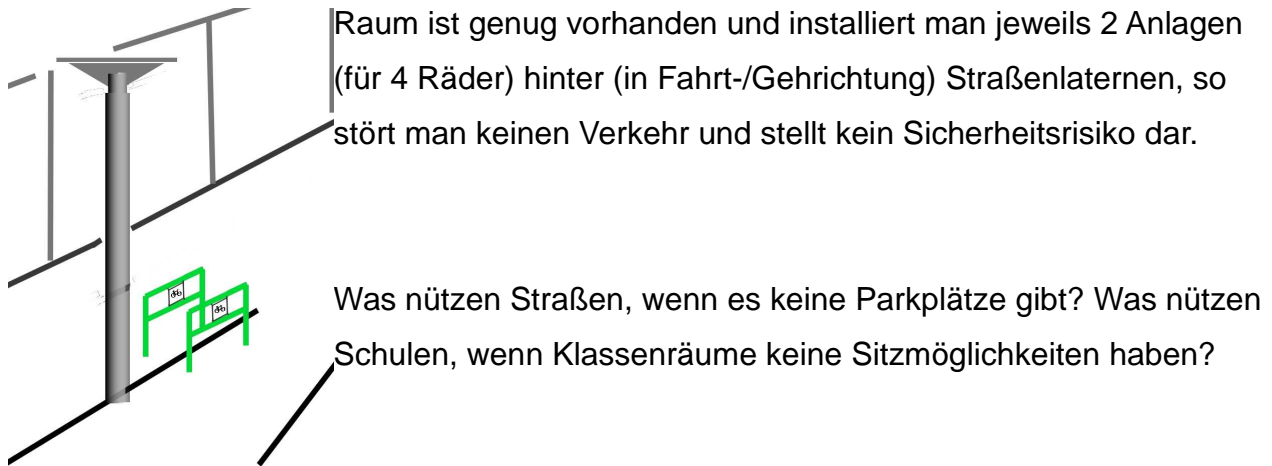 Raum ist genug vorhanden und installiert man jeweils 2 Anlagen
(für 4 Räder) hinter (in Fahrt-/Gehrichtung) Straßenlaternen, so
stört man keinen Verkehr und stellt kein Sicherheitsrisiko dar.
Was nützen Straßen, wenn es keine Parkplätze gibt? Was nützen
Schulen, wenn Klassenräume keine Sitzmöglichkeiten haben?